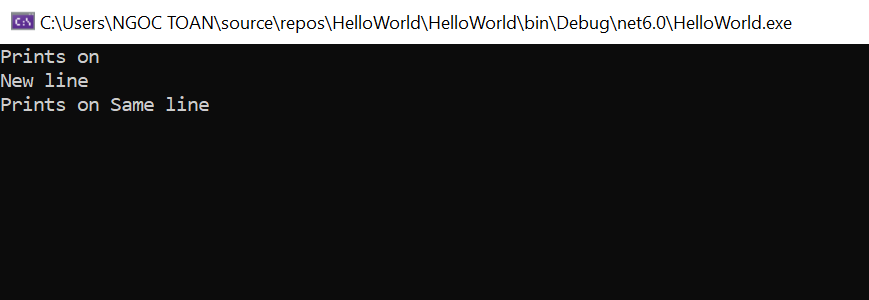 C:\Users\NGOC TOAN\source\repos\HelloWorld\HelloWorld\bin\Debug\net6.0\HelloWorld.exe
Prints on
New line
Prints on Same line